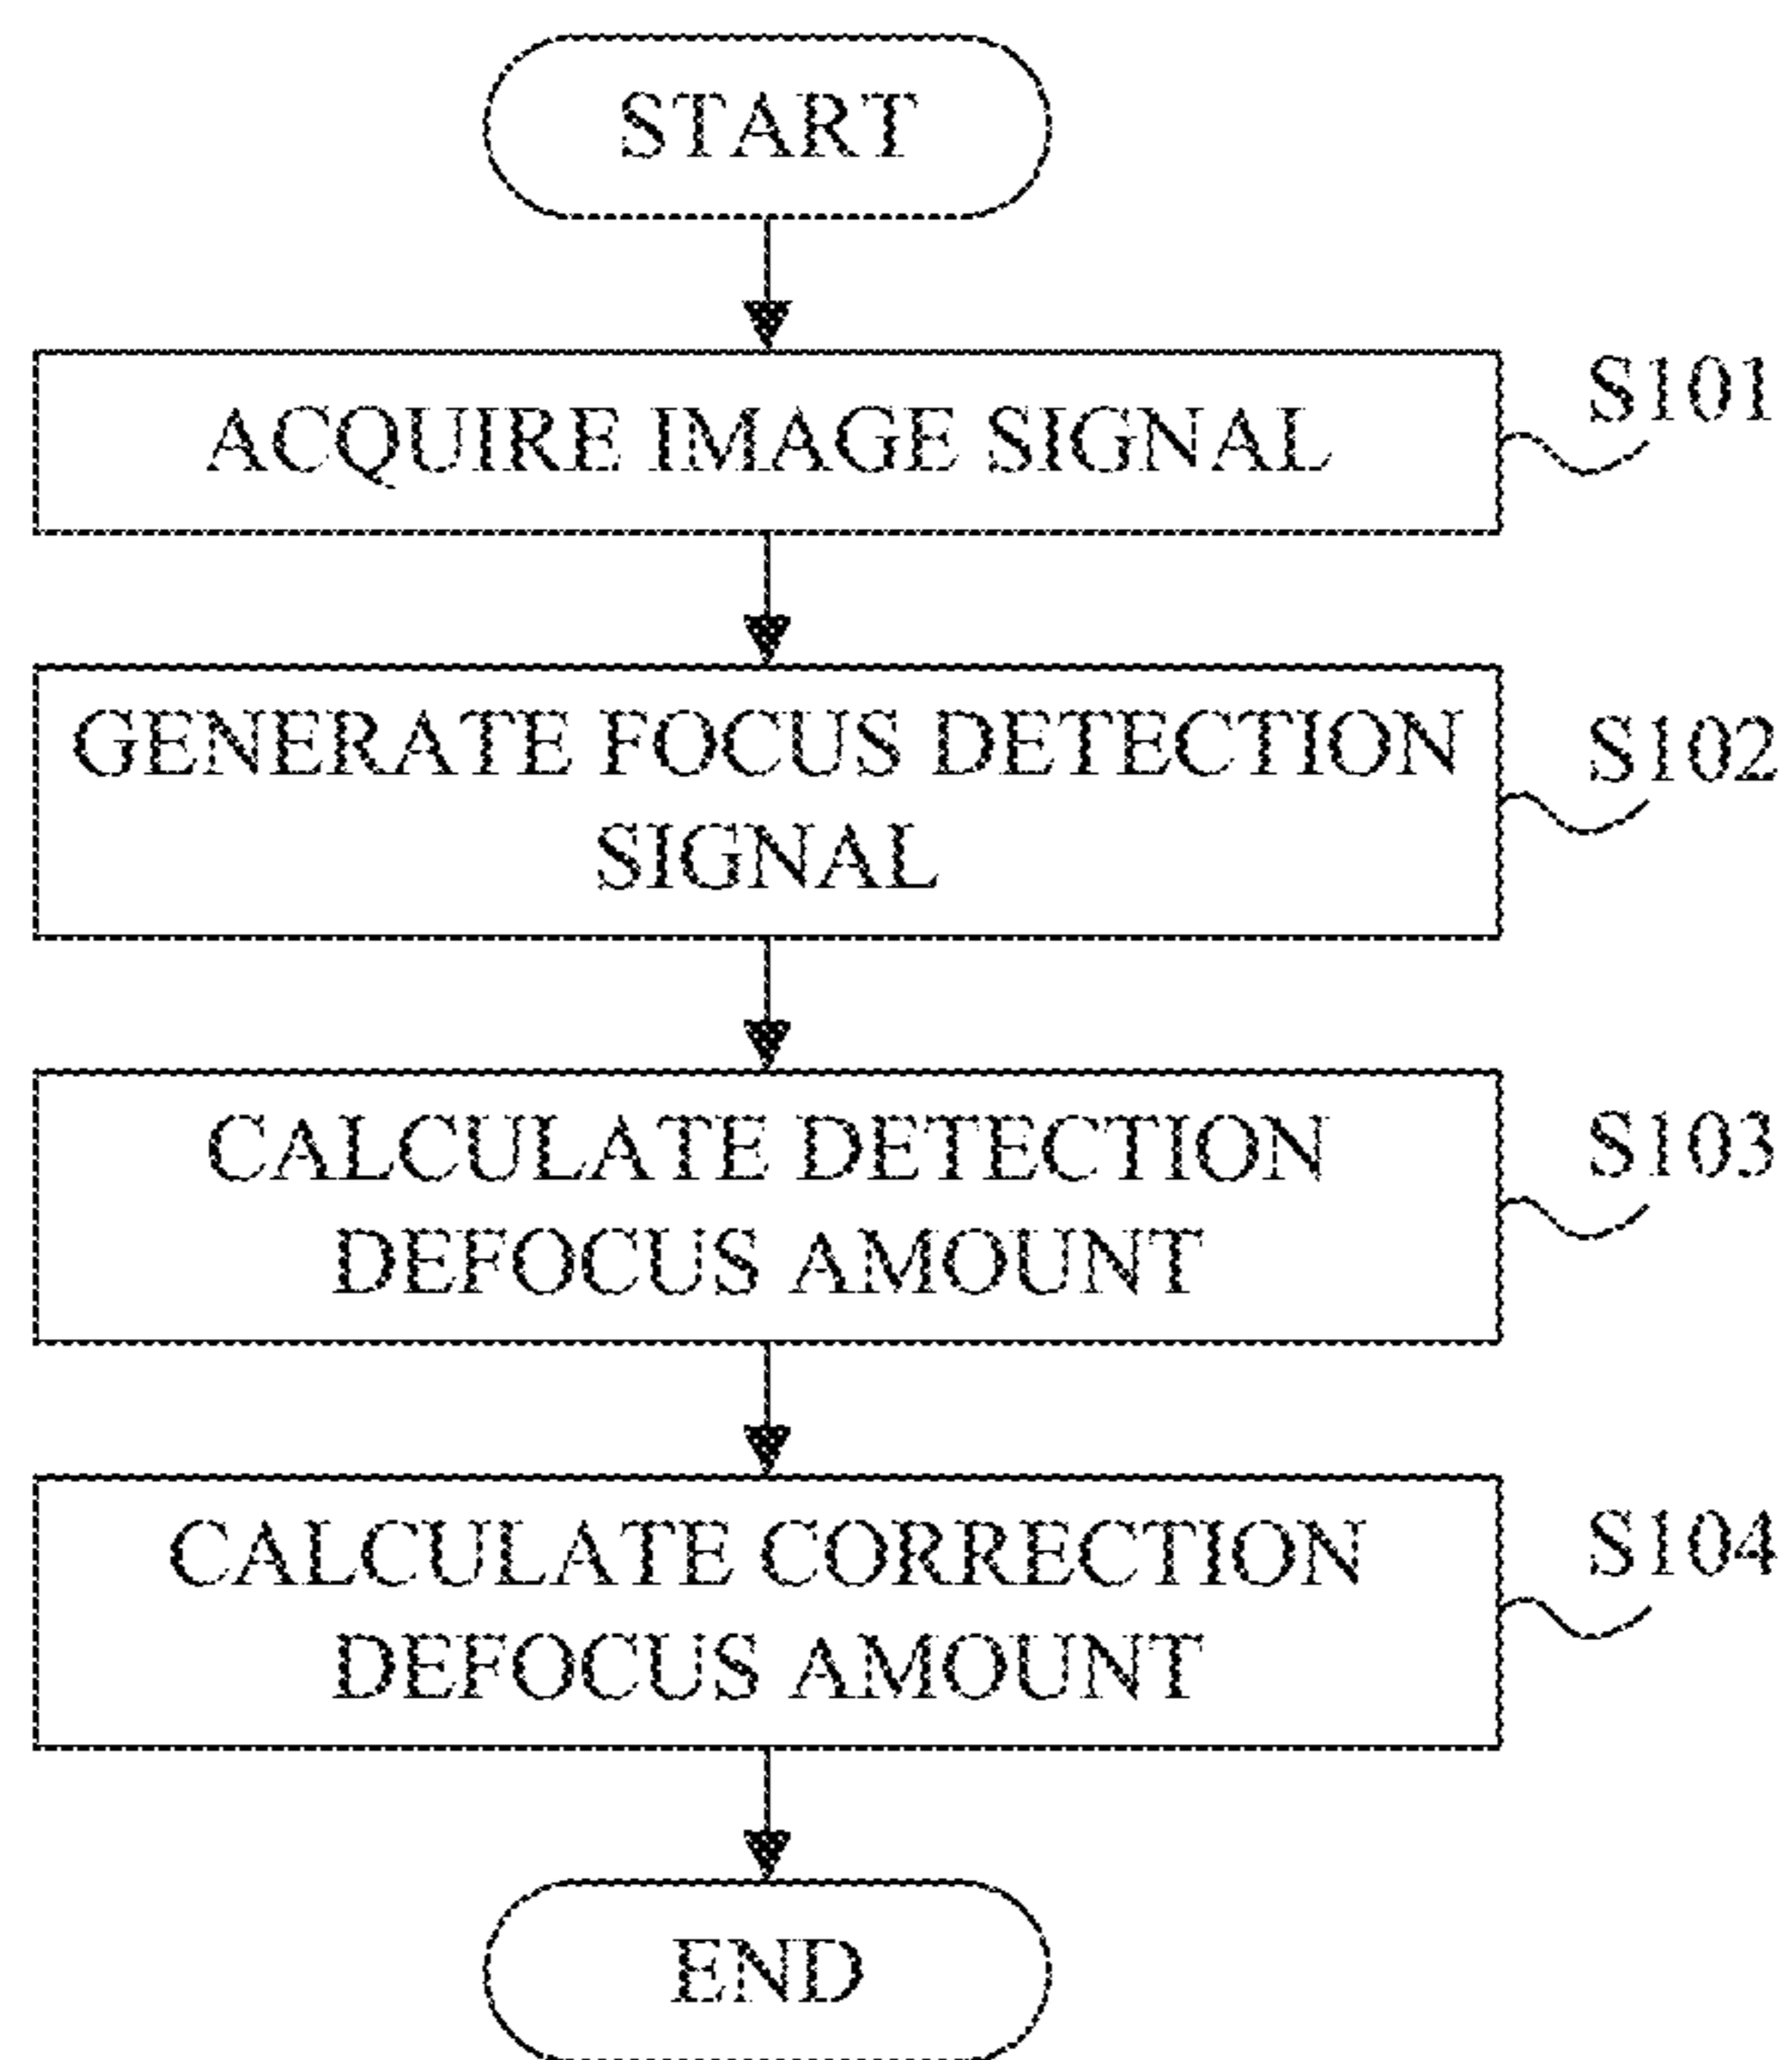 START
ACQUIRE IMAGE SIGNAL
S101
GENERATE FOCUS DETECTION
SIGNAL
S102
CALCULATE DETECTION
DEFOCUS AMOUNT
S103
CALCULATE CORRECTION
DEFOCUS AMOUNT
S104
END